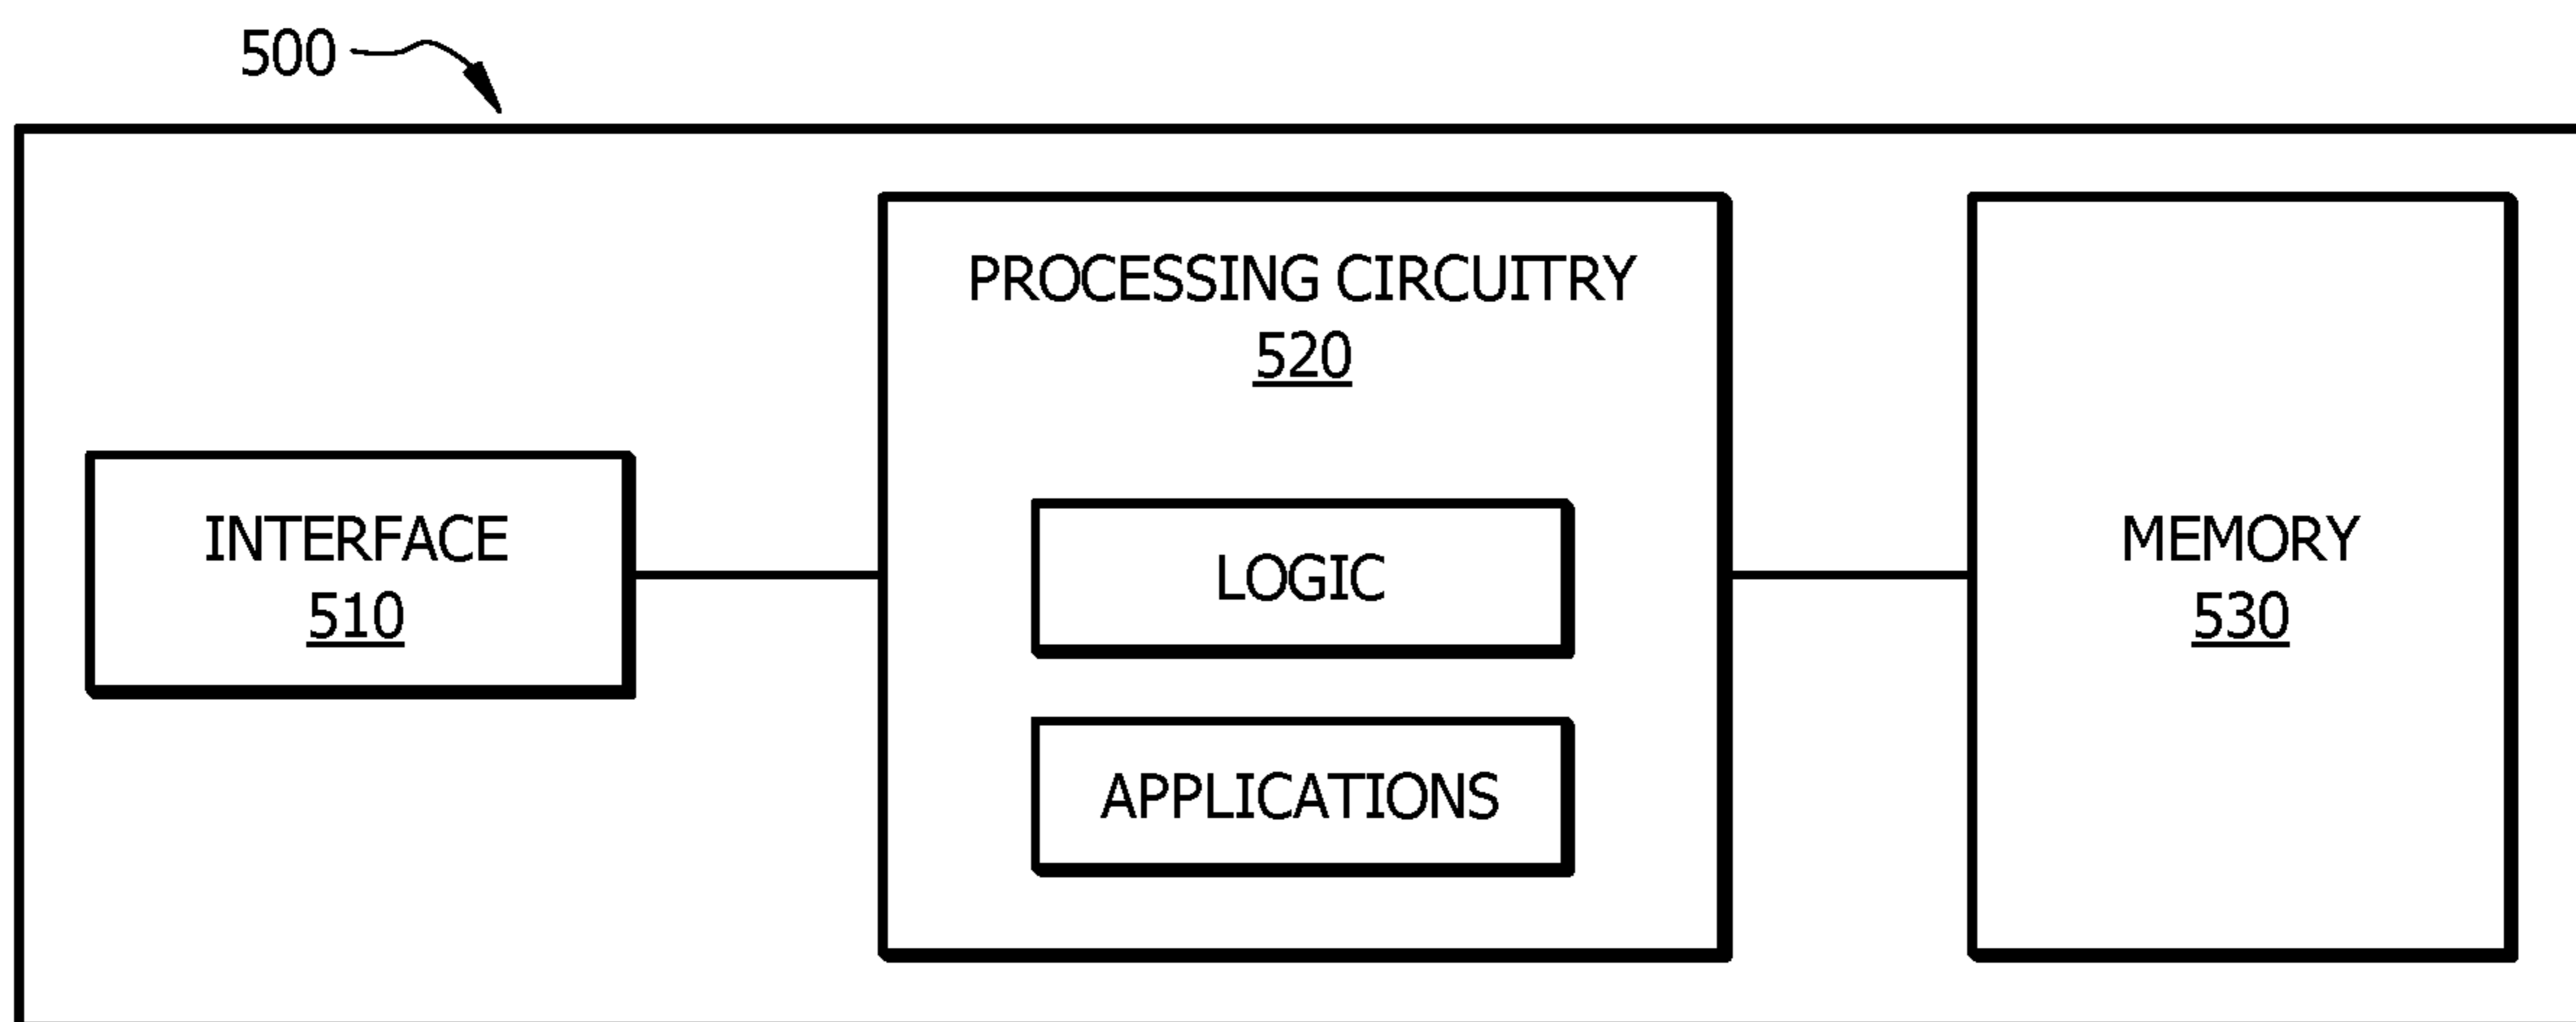 500
PROCESSING CIRCUITRY
520
INTERFACE
510
LOGIC
APPLICATIONS
MEMORY
530